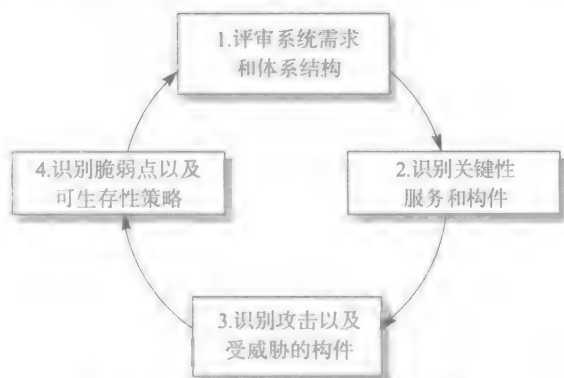 1.评审系统需求
和体系结构
2.识别关键性
服务和构件
3.识别攻击以及
受威胁的构件
4.识别脆弱点以及
可生存性策略